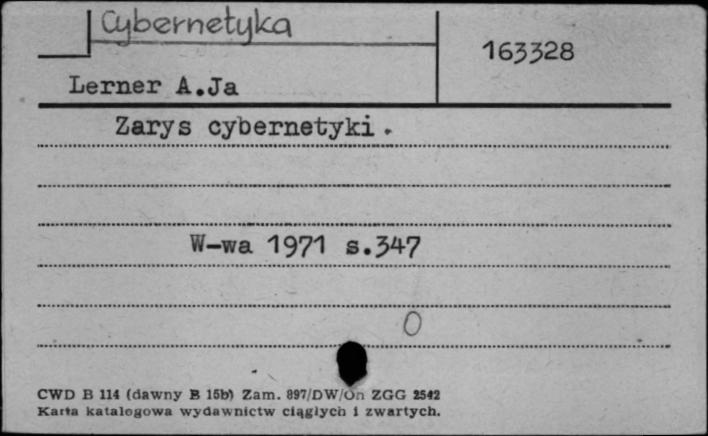 Cybernetyka
163328
Lerner A.Ja
Zarys cybernetyki.
W-wa 1971 s.347
0
CWD B 114 (dawny B 15b) Zam. 897/DW/On ZGG 2542
Karta katalogowa wydawnictw ciągłych i zwartych.